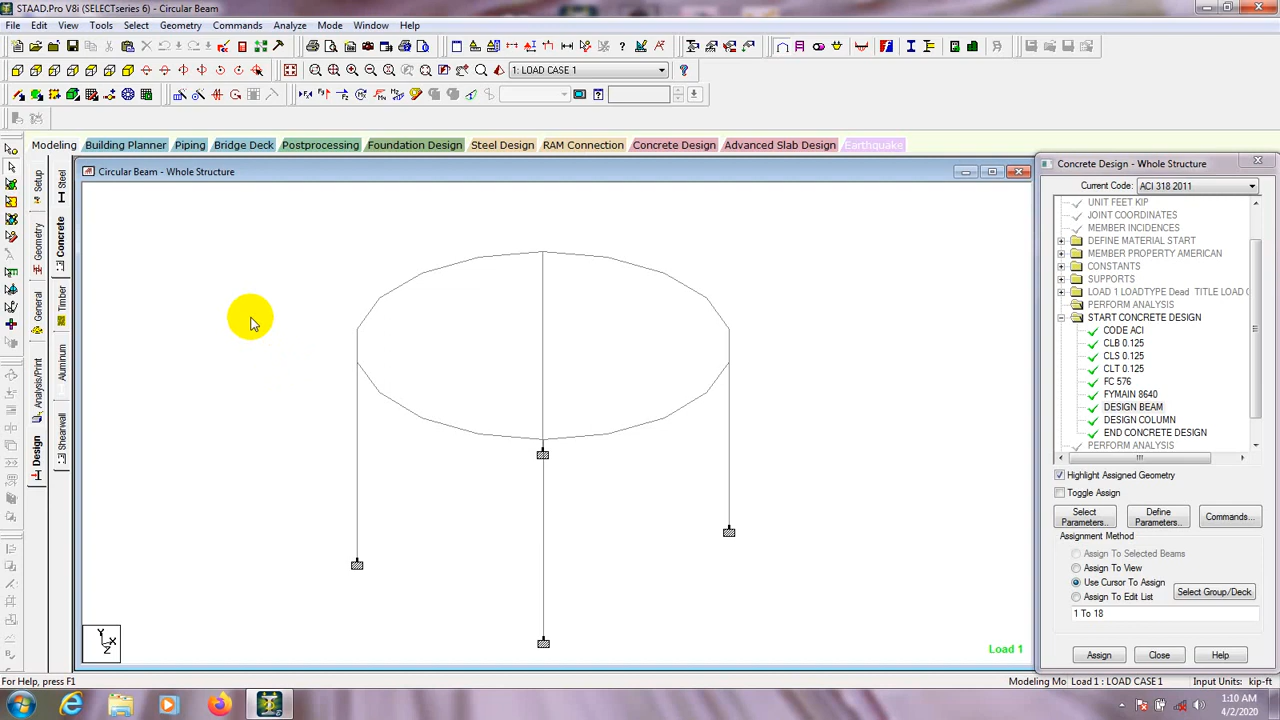 STAAD.Pro V8i (SELECTseries 6) - Circular Beam
File Edit View Tools Select Geometry Commands Analyze Mode Window Help
1: LOAD CASE 1
Modeling Building Planner Piping Bridge Deck Postprocessing Foundation Design Steel Design RAM Connection Concrete Design Advanced Slab Design Earthquake
Setup
Geometry
General
Analysis/Print
Design
Steel
Concrete
Timber
Aluminum
Shearwall
Circular Beam - Whole Structure
Load 1
Y
X
Z
Concrete Design - Whole Structure
Current Code: ACI 318 2011
UNIT FEET KIP
JOINT COORDINATES
MEMBER INCIDENCES
DEFINE MATERIAL START
MEMBER PROPERTY AMERICAN
CONSTANTS
SUPPORTS
LOAD 1 LOADTYPE Dead TITLE LOAD
PERFORM ANALYSIS
START CONCRETE DESIGN
CODE ACI
CLB 0.125
CLS 0.125
CLT 0.125
FC 576
FYMAIN 8640
DESIGN BEAM
DESIGN COLUMN
END CONCRETE DESIGN
PERFORM ANALYSIS
Highlight Assigned Geometry
Toggle Assign
Select Parameters..
Define Parameters..
Commands...
Assignment Method
Assign To Selected Beams
Assign To View
Use Cursor To Assign
Assign To Edit List
Select Group/Deck
1 To 18
Assign Close Help
For Help, press F1
Modeling Mo Load 1 : LOAD CASE 1 Input Units: kip-ft
1:10 AM
4/2/2020